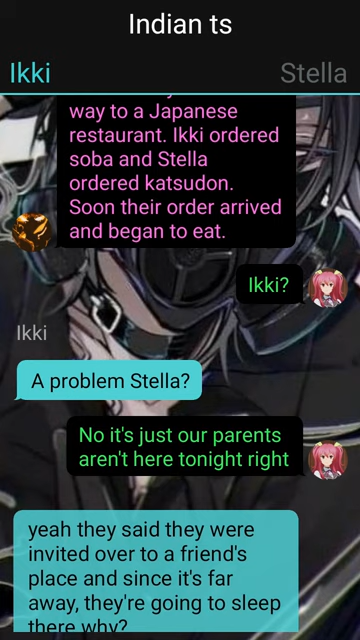 Indian ts
Ikki
Stella
way to a Japanese
restaurant. Ikki ordered
soba and Stella
ordered katsudon.
Soon their order arrived
and began to eat.
Ikki?
Ikki
A problem Stella?
No it's just our parents
aren't here tonight right
yeah they said they were
invited over to a friend's
place and since it's far
away, they're going to sleep
there why?